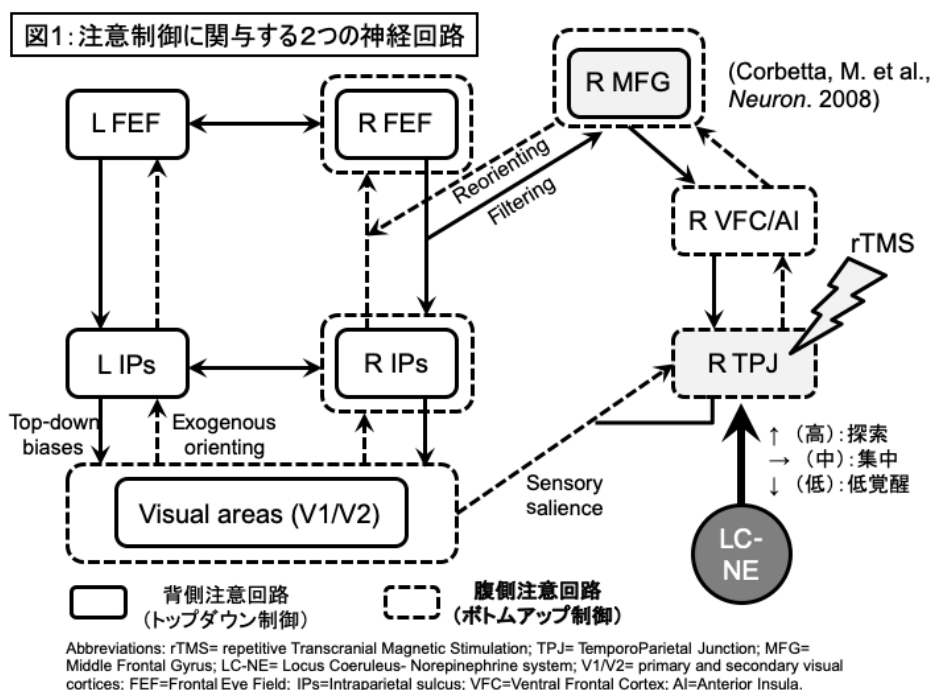 図1：注意制御に関与する2つの神経回路
(Corbetta, M. et al.,
Neuron. 2008)
R MFG
L FEF
R FEF
Reorienting
Filtering
R VFC/AI
rTMS
L IPs
R IPs
R TPJ
Top-down
biases
Exogenous
orienting
↑ （高）：探索
→ （中）：集中
↓ （低）：低覚醒
Sensory
salience
Visual areas (V1/V2)
LC-
NE
背側注意回路
（トップダウン制御）
腹側注意回路
（ボトムアップ制御）
Abbreviations: rTMS= repetitive Transcranial Magnetic Stimulation; TPJ= TemporoParietal Junction; MFG=
Middle Frontal Gyrus; LC-NE= Locus Coeruleus- Norepinephrine system; V1/V2= primary and secondary visual
cortices; FEF=Frontal Eye Field; IPs=Intraparietal sulcus; VFC=Ventral Frontal Cortex; AI=Anterior Insula.